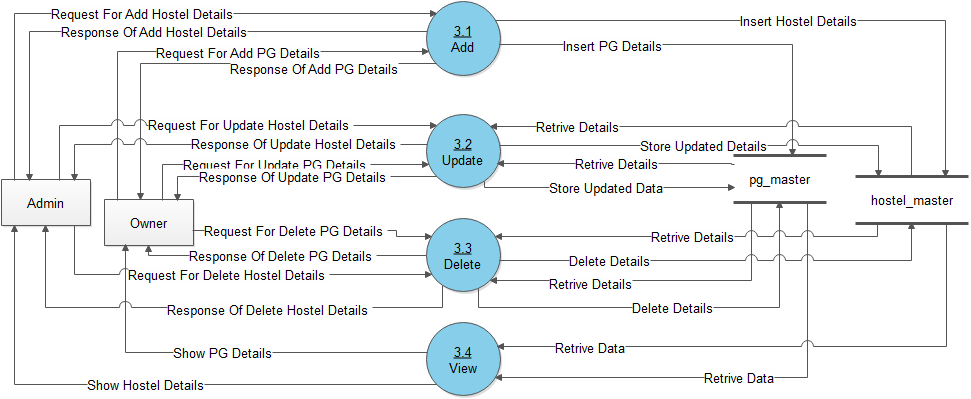 Request For Add Hostel Details
Insert Hostel Details
Response Of Add Hostel Details
3.1
Add
Insert PG Details
Request For Add PG Details
Response Of Add PG Details
Request For Update Hostel Details
3.2
Update
Retrive Details
Response Of Update Hostel Details
Store Updated Details
Request For Update PG Details
Retrive Details
Response Of Update PG Details
Store Updated Data
pg_master
Admin
hostel_master
Owner
Request For Delete PG Details
3.3
Delete
Retrive Details
Response Of Delete PG Details
Delete Details
Request For Delete Hostel Details
Retrive Details
Response Of Delete Hostel Details
Delete Details
Show PG Details
3.4
View
Retrive Data
Show Hostel Details
Retrive Data